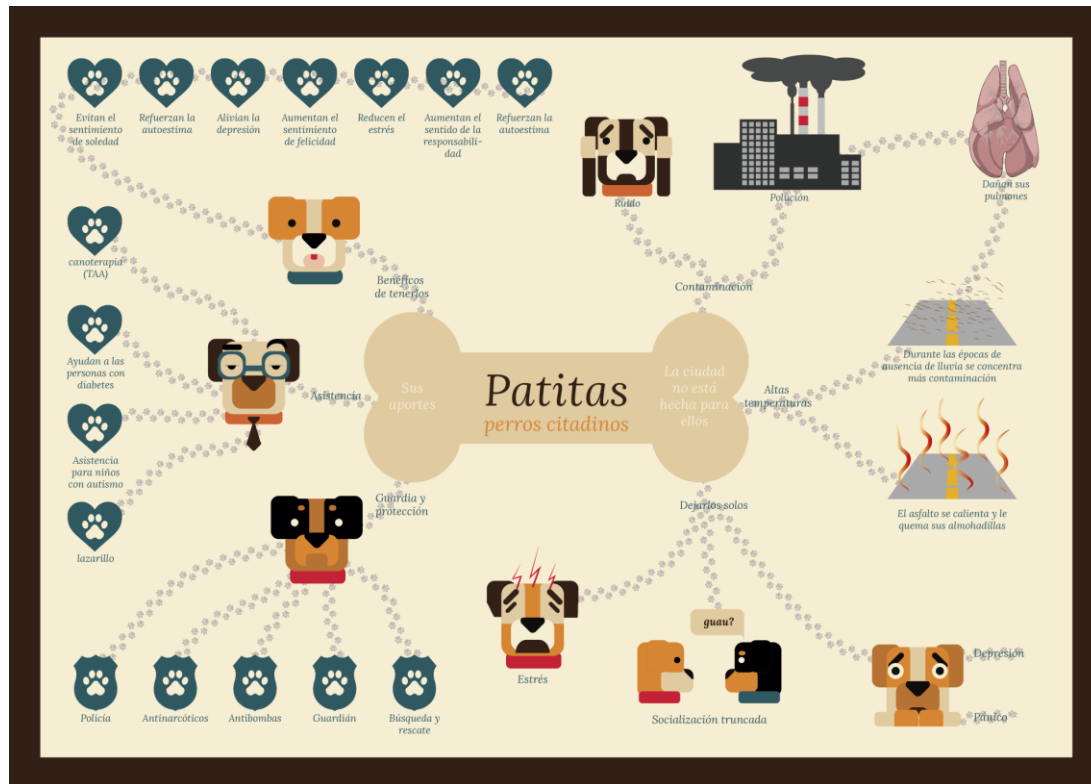 Evitan el
sentimiento
de soledad
Refuerzan la
autoestima
Alivian la
depresión
Aumentan el
sentimiento
de felicidad
Reducen el
estrés
Aumentan el
sentido de la
responsabili-
dad
Refuerzan la
autoestima
Ruido
Polución
Dañan sus
pulmones
canoterapia
(TAA)
Benéficos
de tenerlos
Contaminación
Ayudan a las
personas con
diabetes
Asistencia
Sus
aportes
Patitas
perros citadinos
La ciudad
no está
hecha para
ellos
Altas
temperaturas
Durante las épocas de
ausencia de lluvia se concentra
más contaminación
Asistencia
para niños
con autismo
Guardia y
protección
Dejarlos solos
El asfalto se calienta y le
quema sus almohadillas
lazarillo
guau?
Estrés
Socialización truncada
Depresión
Pánico
Policía
Antinarcóticos
Antibombas
Guardián
Búsqueda y
rescate